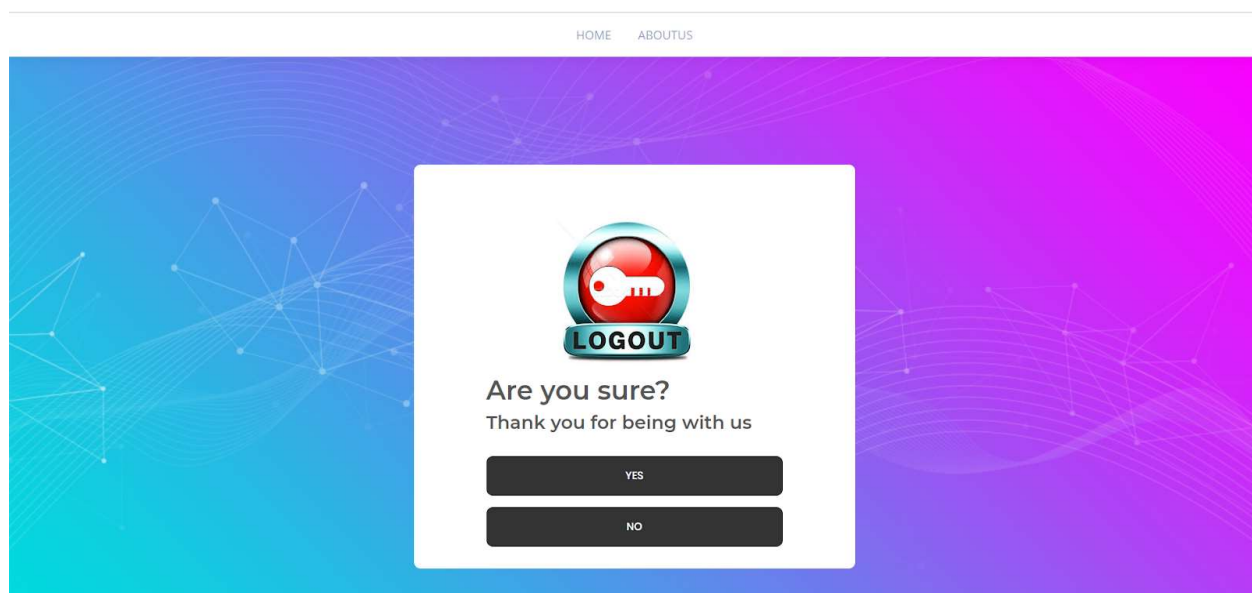 HOME ABOUTUS
LOGOUT
Are you sure?
Thank you for being with us
YES
NO